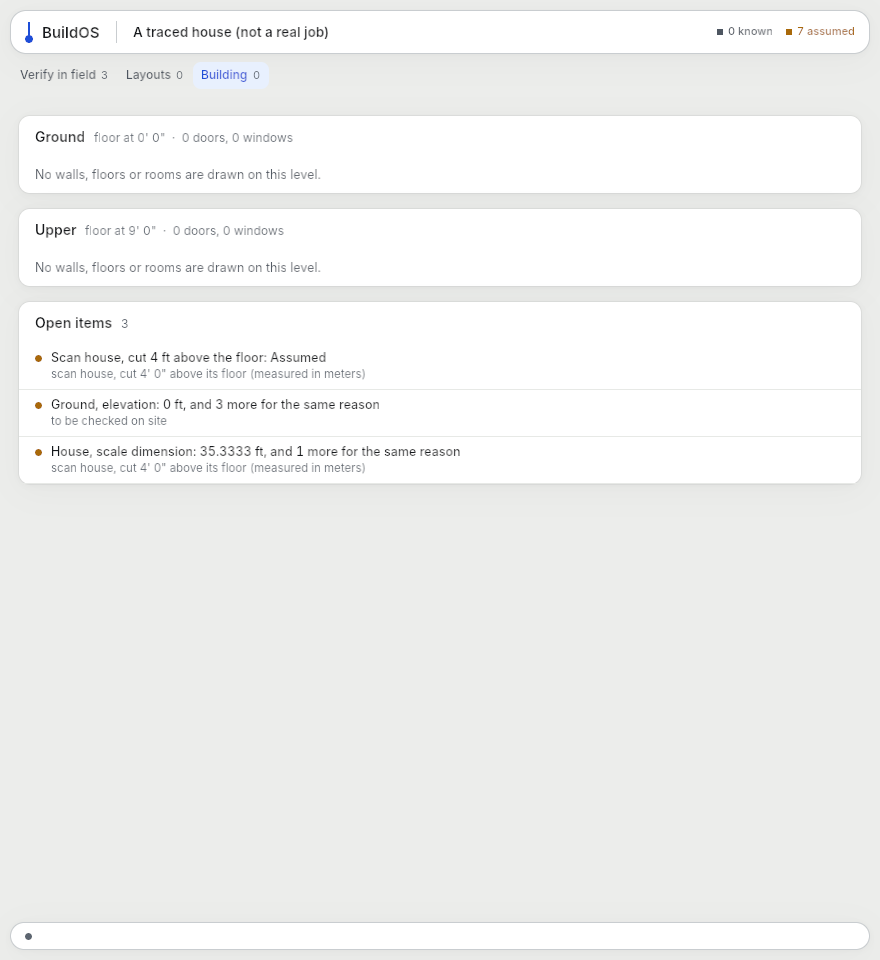 BuildOS
A traced house (not a real job)
0 known
7 assumed
Verify in field 3
Layouts 0
Building 0
Ground floor at 0' 0" · 0 doors, 0 windows
No walls, floors or rooms are drawn on this level.
Upper floor at 9' 0" · 0 doors, 0 windows
No walls, floors or rooms are drawn on this level.
Open items 3
Scan house, cut 4 ft above the floor: Assumed
scan house, cut 4' 0" above its floor (measured in meters)
Ground, elevation: 0 ft, and 3 more for the same reason
to be checked on site
House, scale dimension: 35.3333 ft, and 1 more for the same reason
scan house, cut 4' 0" above its floor (measured in meters)